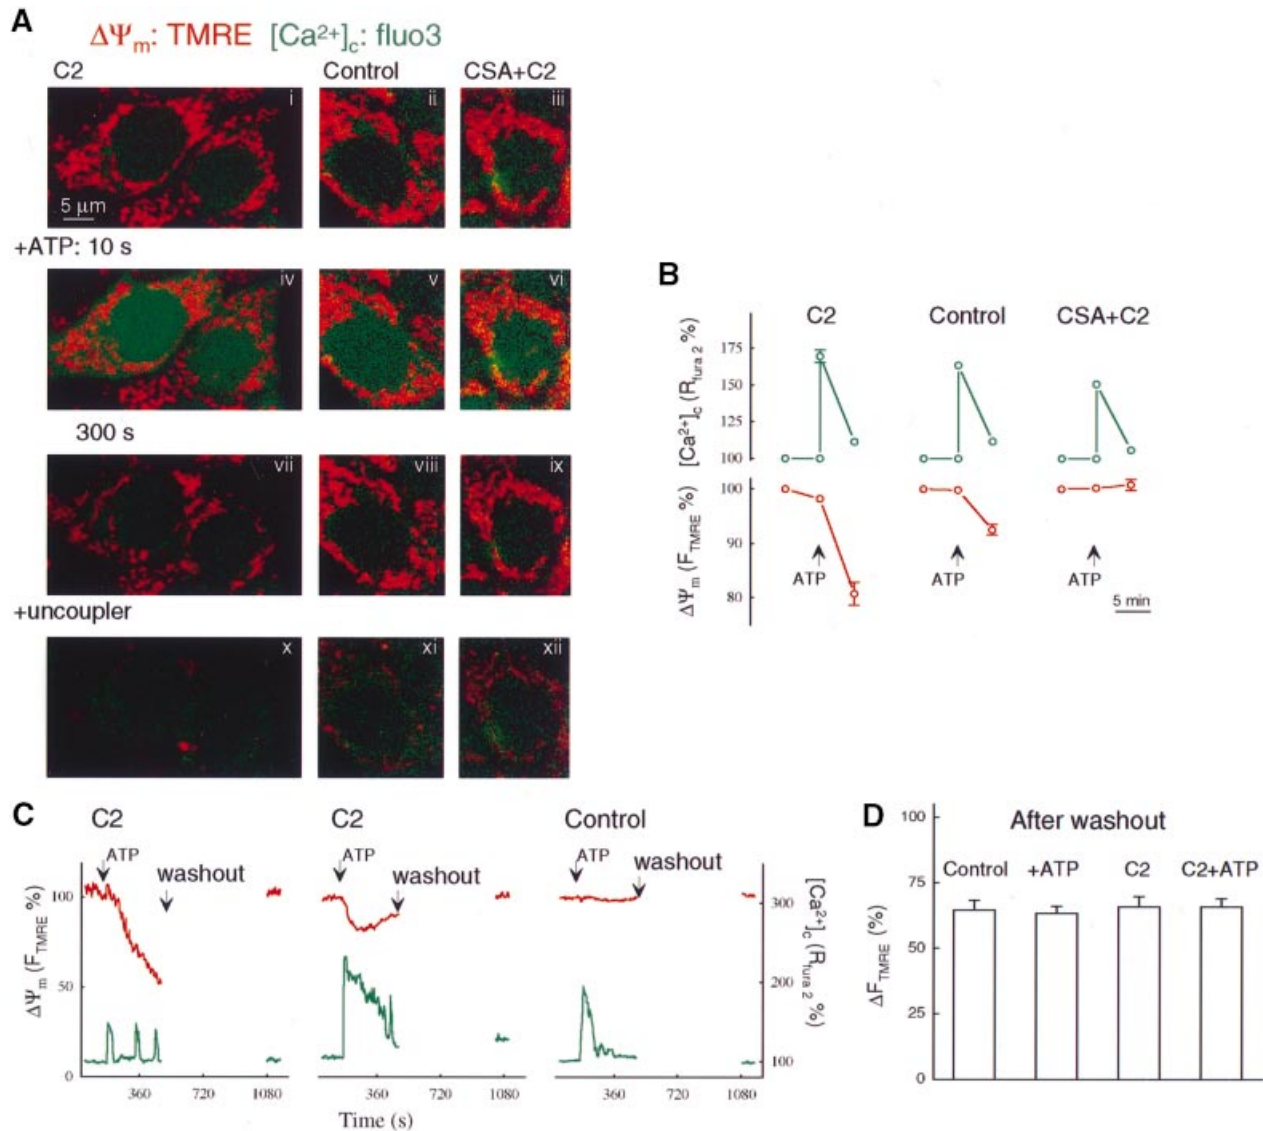 A
ΔΨm: TMRE [Ca2+]c: fluo3
C2 Control CSA+C2
i ii iii
5 μm
+ATP: 10 s
iv v vi
300 s
vii viii ix
+uncoupler
x xi xii
B
C2 Control CSA+C2
[Ca2+]c (Rfura 2 %)
175
150
125
100
ΔΨm (FTMRE %)
100
90
80
ATP ATP ATP
5 min
C
C2 C2 Control
ATP ATP ATP
washout washout washout
ΔΨm (FTMRE %)
100
50
0
[Ca2+]c (Rfura 2 %)
300
200
100
360 720 1080 360 720 1080 360 720 1080
Time (s)
D
After washout
Control +ATP C2 C2+ATP
ΔFTMRE (%)
100
75
50
25
0